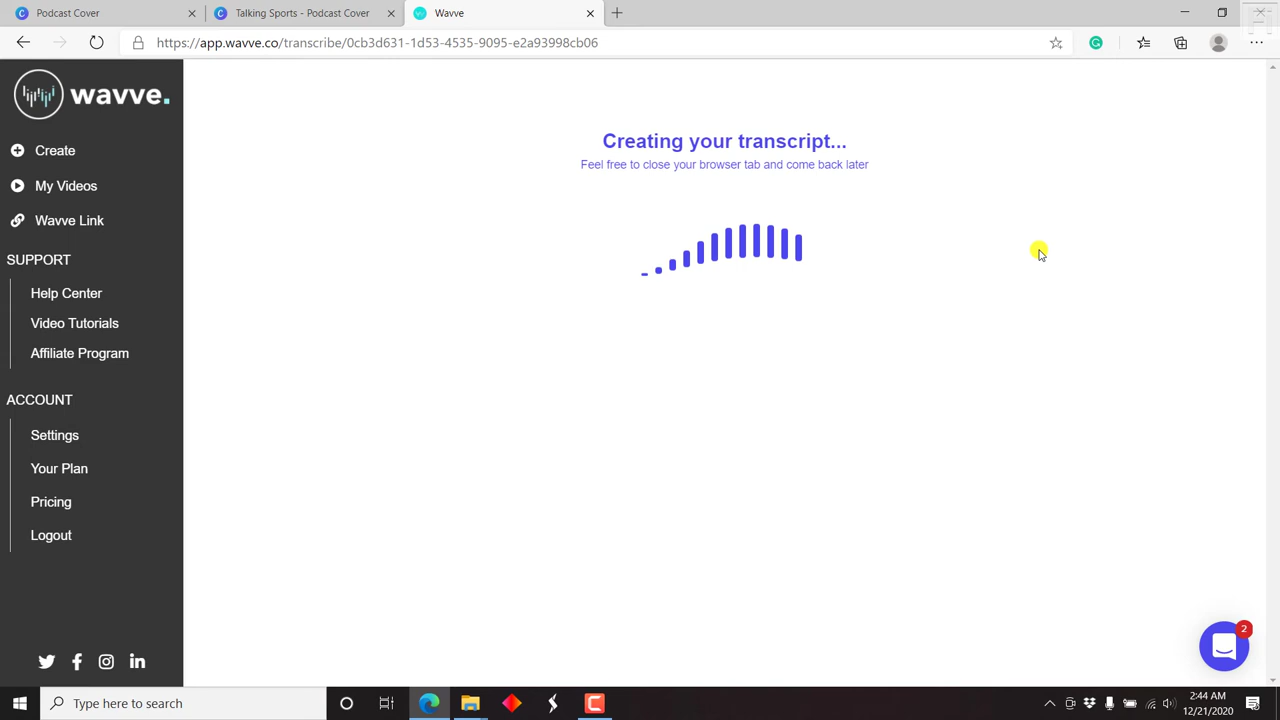 Podcast Cover
Talking Sports - Podcast Cover
Wavve
https://app.wavve.co/transcribe/0cb3d631-1d53-4535-9095-e2a93998cb06
wavve.
Create
My Videos
Wavve Link
SUPPORT
Help Center
Video Tutorials
Affiliate Program
ACCOUNT
Settings
Your Plan
Pricing
Logout
Creating your transcript...
Feel free to close your browser tab and come back later
2
Type here to search
2:44 AM
12/21/2020